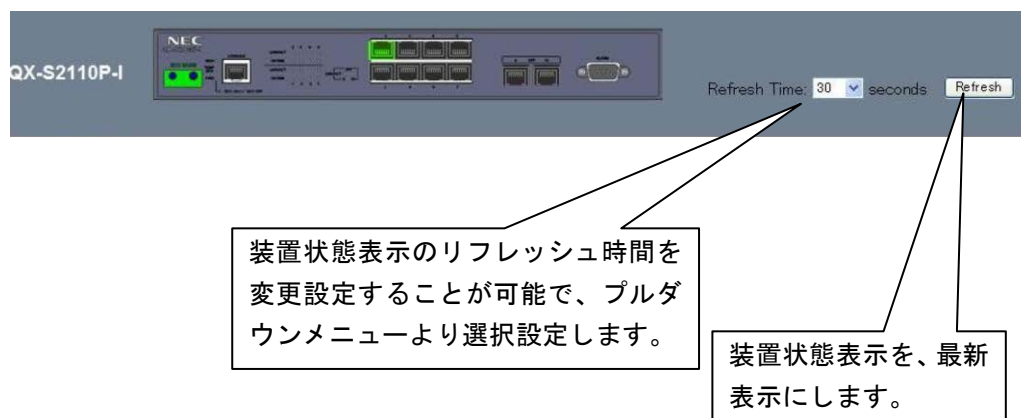 NEC
QX-S2110P-I
Refresh Time: 30 seconds Refresh
装置状態表示のリフレッシュ時間を
変更設定することが可能で、プルダ
ウンメニューより選択設定します。
装置状態表示を、最新
表示にします。